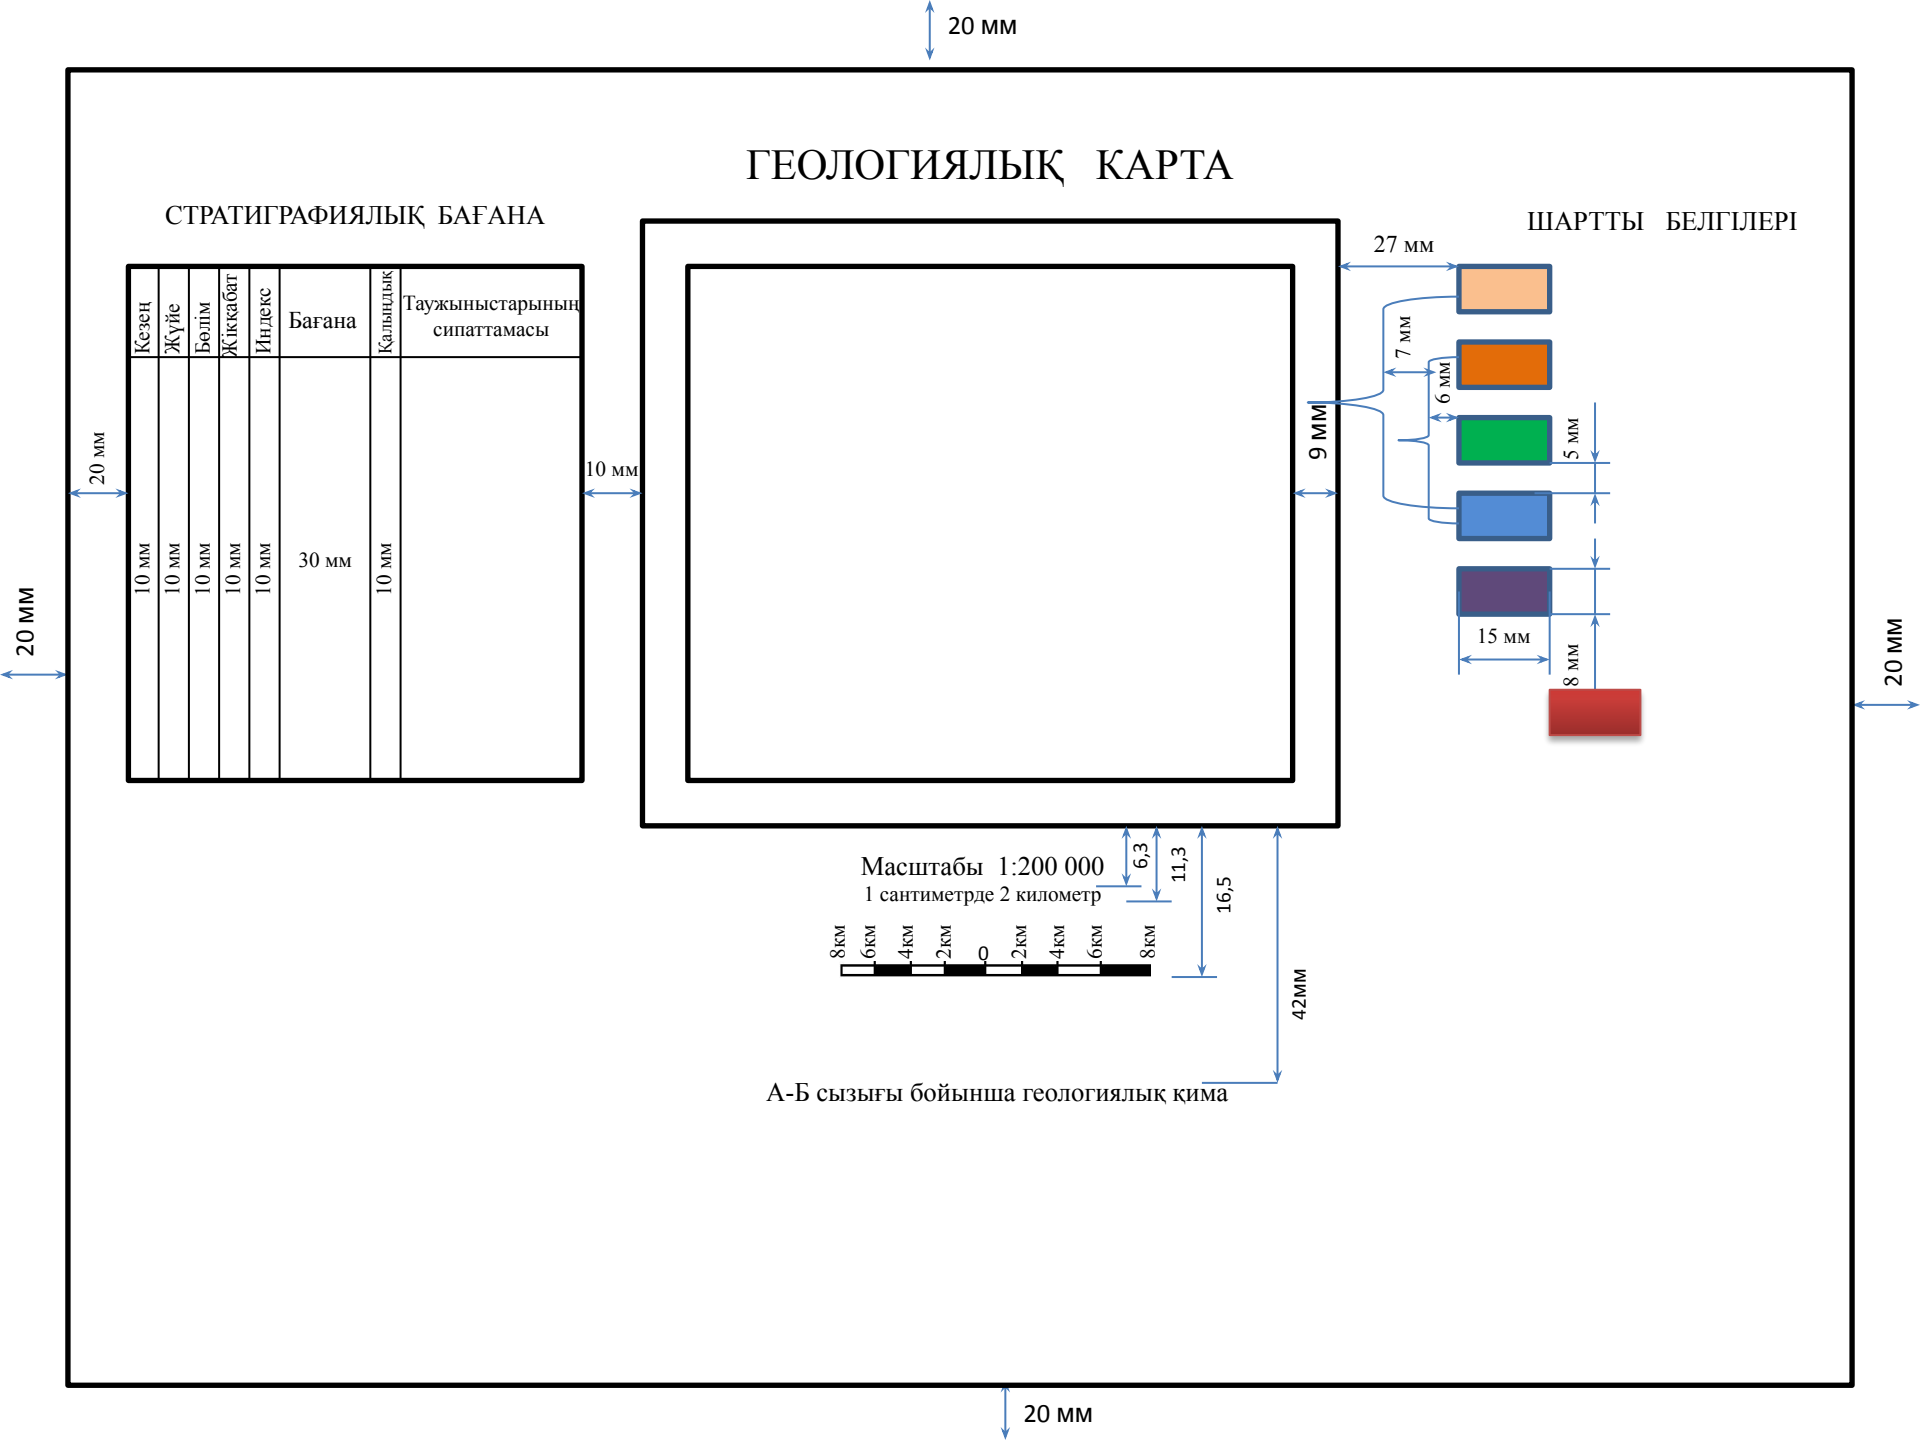 20 мм
ГЕОЛОГИЯЛЫҚ КАРТА
СТРАТИГРАФИЯЛЫҚ БАҒАНА
ШАРТТЫ БЕЛГІЛЕРІ
Кезең
Жүйе
Бөлім
Жікқабат
Индекс
Бағана
Қалыңдық
Таужыныстарының
сипаттамасы
20 мм
10 мм
10 мм
10 мм
10 мм
10 мм
30 мм
10 мм
10 мм
9 мм
27 мм
7 мм
6 мм
5 мм
15 мм
8 мм
20 мм
20 мм
Масштабы 1:200 000
1 сантиметрде 2 километр
6,3
11,3
16,5
42мм
8км
6км
4км
2км
0
2км
4км
6км
8км
А-Б сызығы бойынша геологиялық қима
20 мм